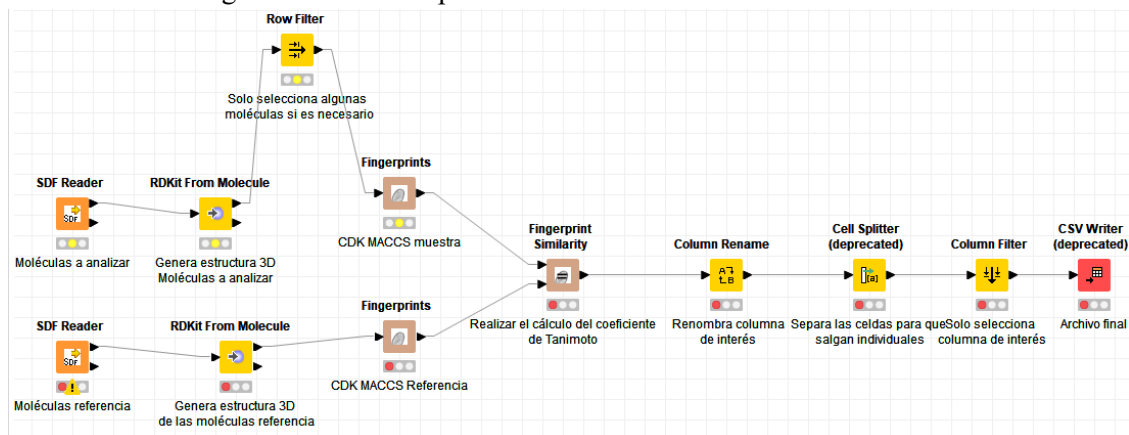 Row Filter
Solo selecciona algunas
moléculas si es necesario
SDF Reader
SDF
Moléculas a analizar
RDKit From Molecule
Genera estructura 3D
Moléculas a analizar
Fingerprints
CDK MACCS muestra
SDF Reader
SDF
Moléculas referencia
RDKit From Molecule
Genera estructura 3D
de las moléculas referencia
Fingerprints
CDK MACCS Referencia
Fingerprint
Similarity
Realizar el cálculo del coeficiente
de Tanimoto
Column Rename
A
B
Renombra columna
de interés
Cell Splitter
(deprecated)
[a]
Separa las celdas para que
salgan individuales
Column Filter
Solo selecciona
columna de interés
CSV Writer
(deprecated)
Archivo final